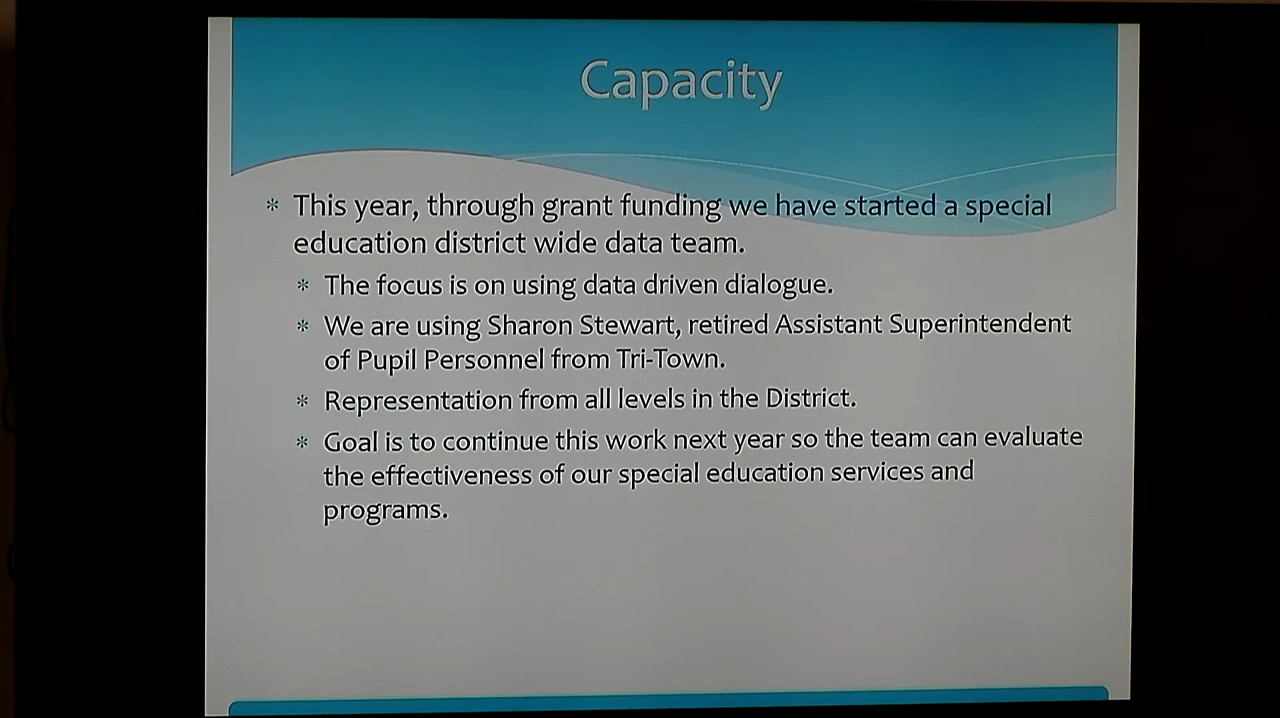 Capacity
* This year, through grant funding we have started a special
education district wide data team.
* The focus is on using data driven dialogue.
* We are using Sharon Stewart, retired Assistant Superintendent
of Pupil Personnel from Tri-Town.
* Representation from all levels in the District.
* Goal is to continue this work next year so the team can evaluate
the effectiveness of our special education services and
programs.